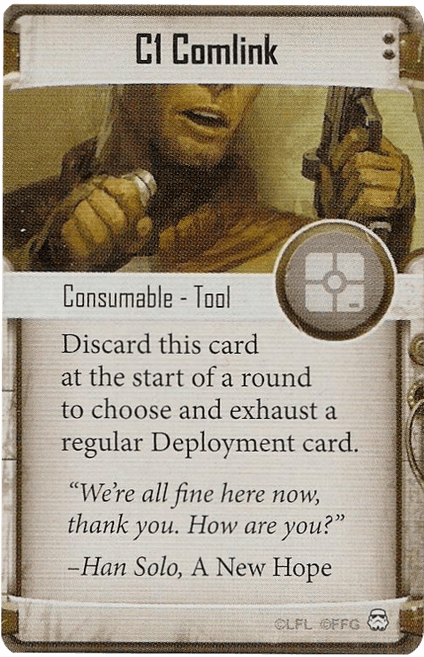 C1 Comlink
Consumable - Tool
Discard this card
at the start of a round
to choose and exhaust a
regular Deployment card.
“We’re all fine here now,
thank you. How are you?”
–Han Solo, A New Hope
©LFL ©FFG